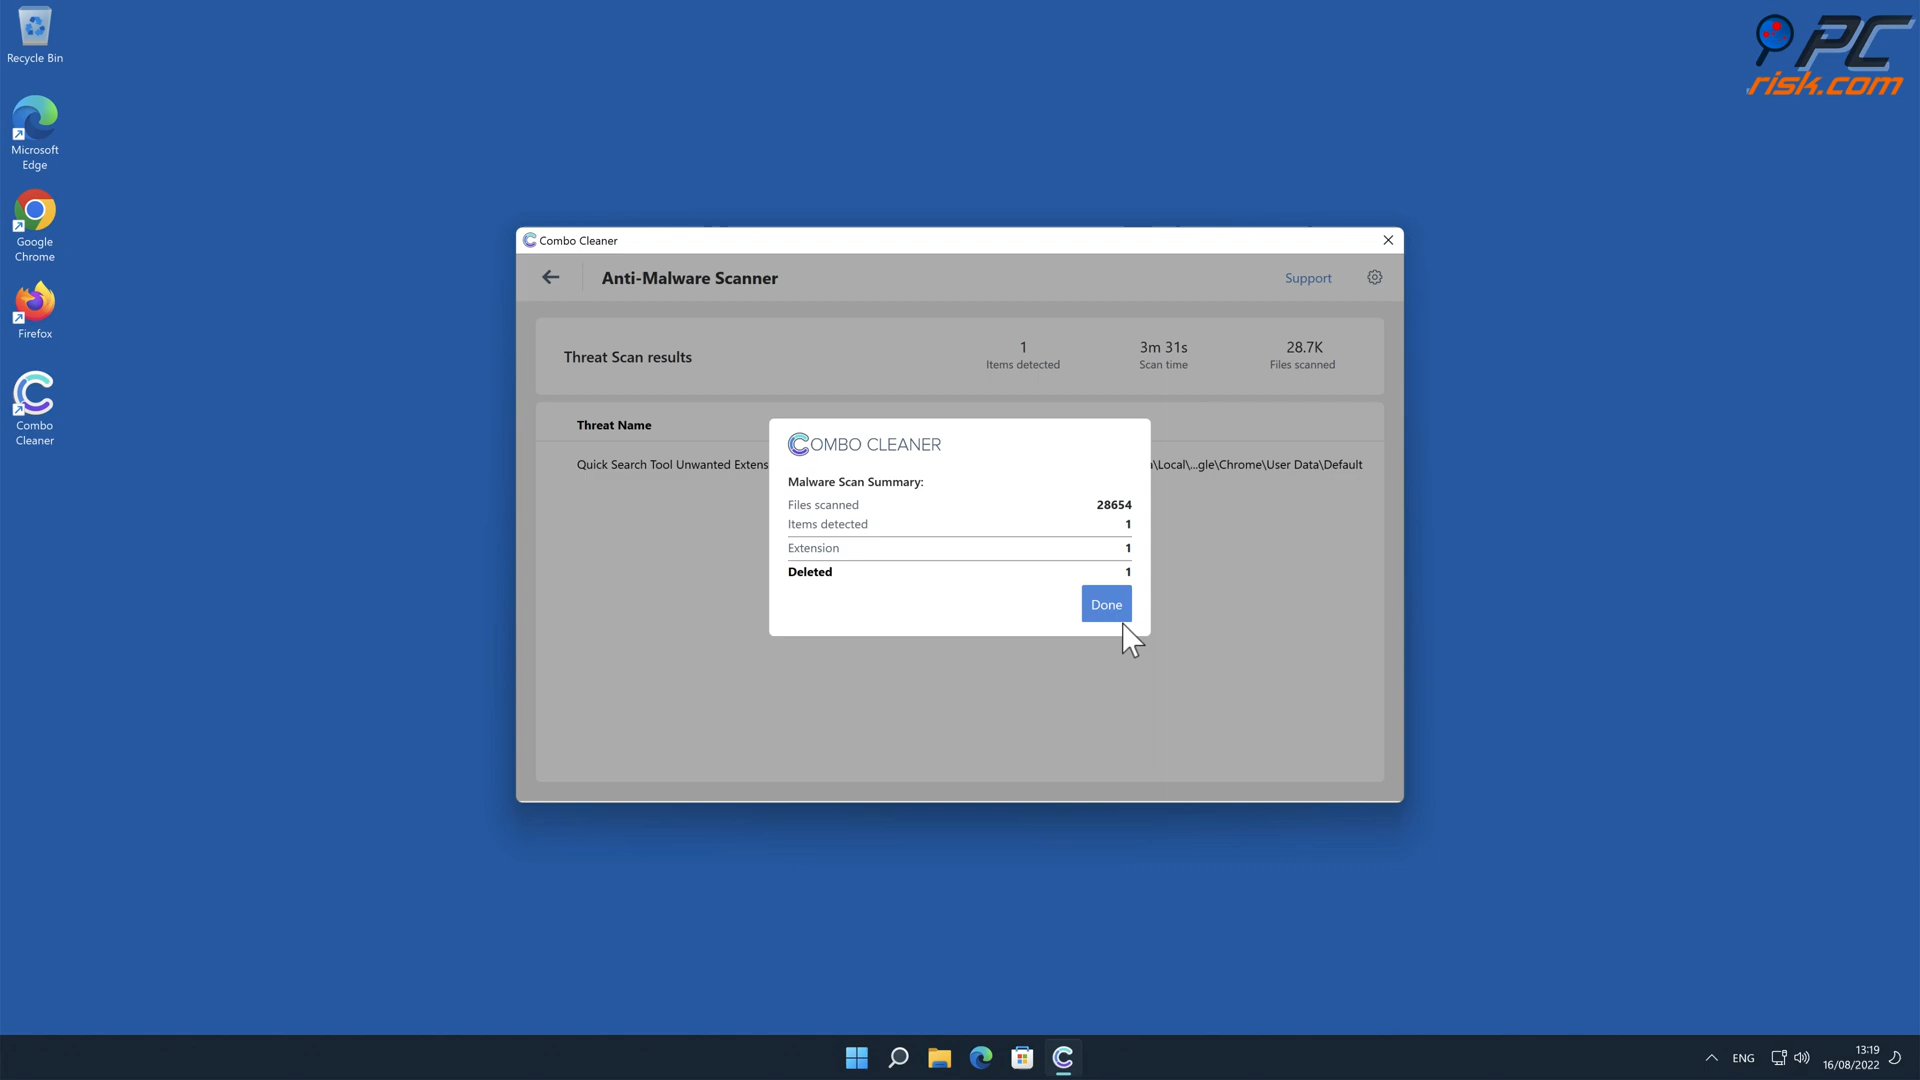 Recycle Bin
Microsoft
Edge
Google
Chrome
Firefox
Combo
Cleaner
PC
risk.com
Combo Cleaner
Anti-Malware Scanner
Support
Threat Scan results
1
Items detected
3m 31s
Scan time
28.7K
Files scanned
Threat Name
Quick Search Tool Unwanted Extens
\Local\...gle\Chrome\User Data\Default
COMBO CLEANER
Malware Scan Summary:
Files scanned 28654
Items detected 1
Extension 1
Deleted 1
Done
ENG
13:19
16/08/2022